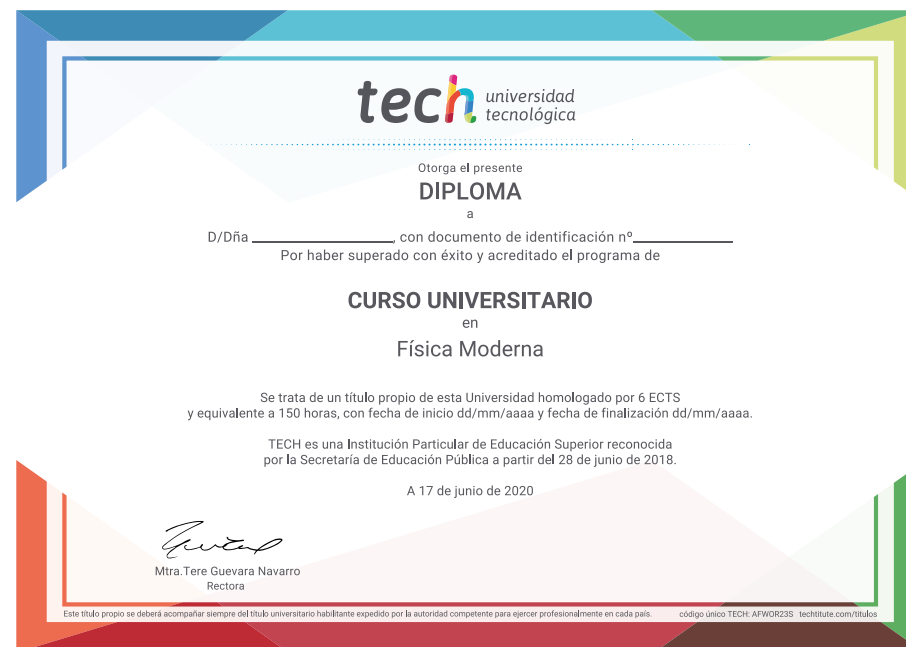 tech universidad
tecnológica
Otorga el presente
DIPLOMA
a
D/Dña ____________________, con documento de identificación nº______________
Por haber superado con éxito y acreditado el programa de
CURSO UNIVERSITARIO
en
Física Moderna
Se trata de un título propio de esta Universidad homologado por 6 ECTS
y equivalente a 150 horas, con fecha de inicio dd/mm/aaaa y fecha de finalización dd/mm/aaaa.
TECH es una Institución Particular de Educación Superior reconocida
por la Secretaría de Educación Pública a partir del 28 de junio de 2018.
A 17 de junio de 2020
Mtra.Tere Guevara Navarro
Rectora
Este título propio se deberá acompañar siempre del título universitario habilitante expedido por la autoridad competente para ejercer profesionalmente en cada país. código único TECH: AFWOR23S techtitute.com/títulos